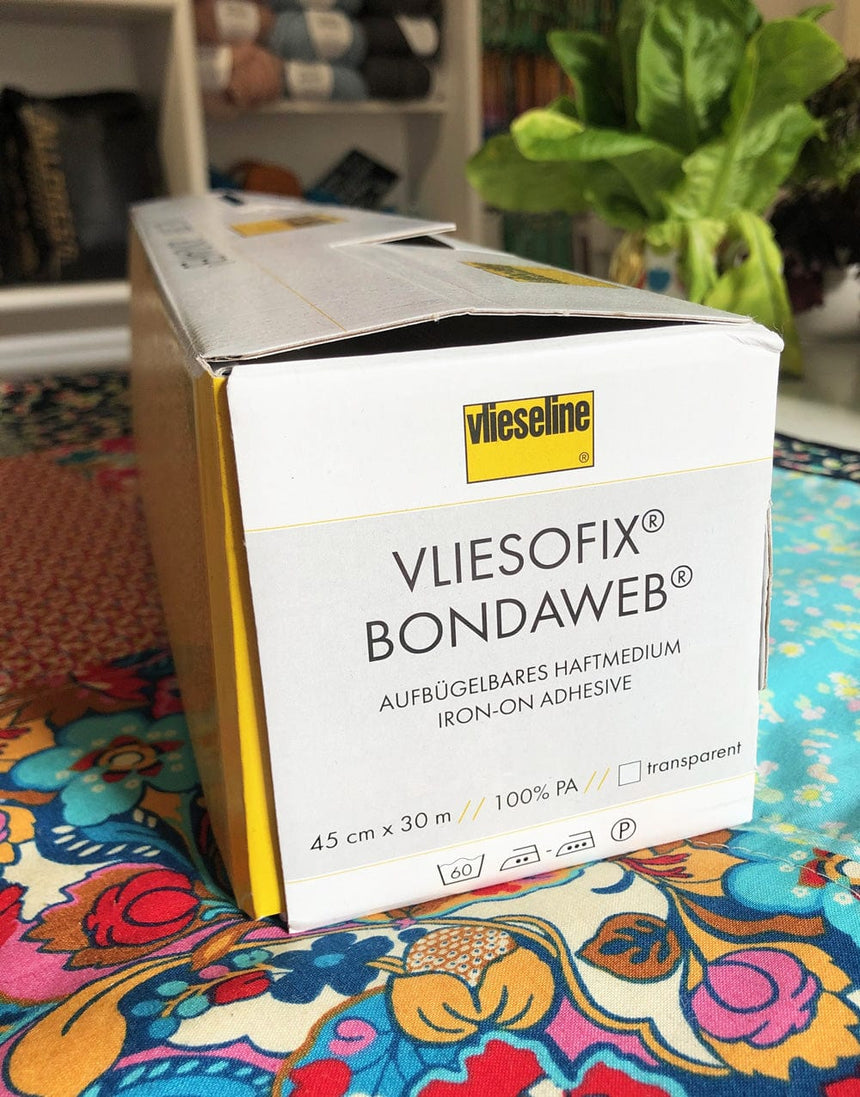 vlieseline
®
VLIESOFIX®
BONDAWEB®
AUFBÜGELBARES HAFTMEDIUM
IRON-ON ADHESIVE
45 cm x 30 m // 100% PA // transparent
60
P